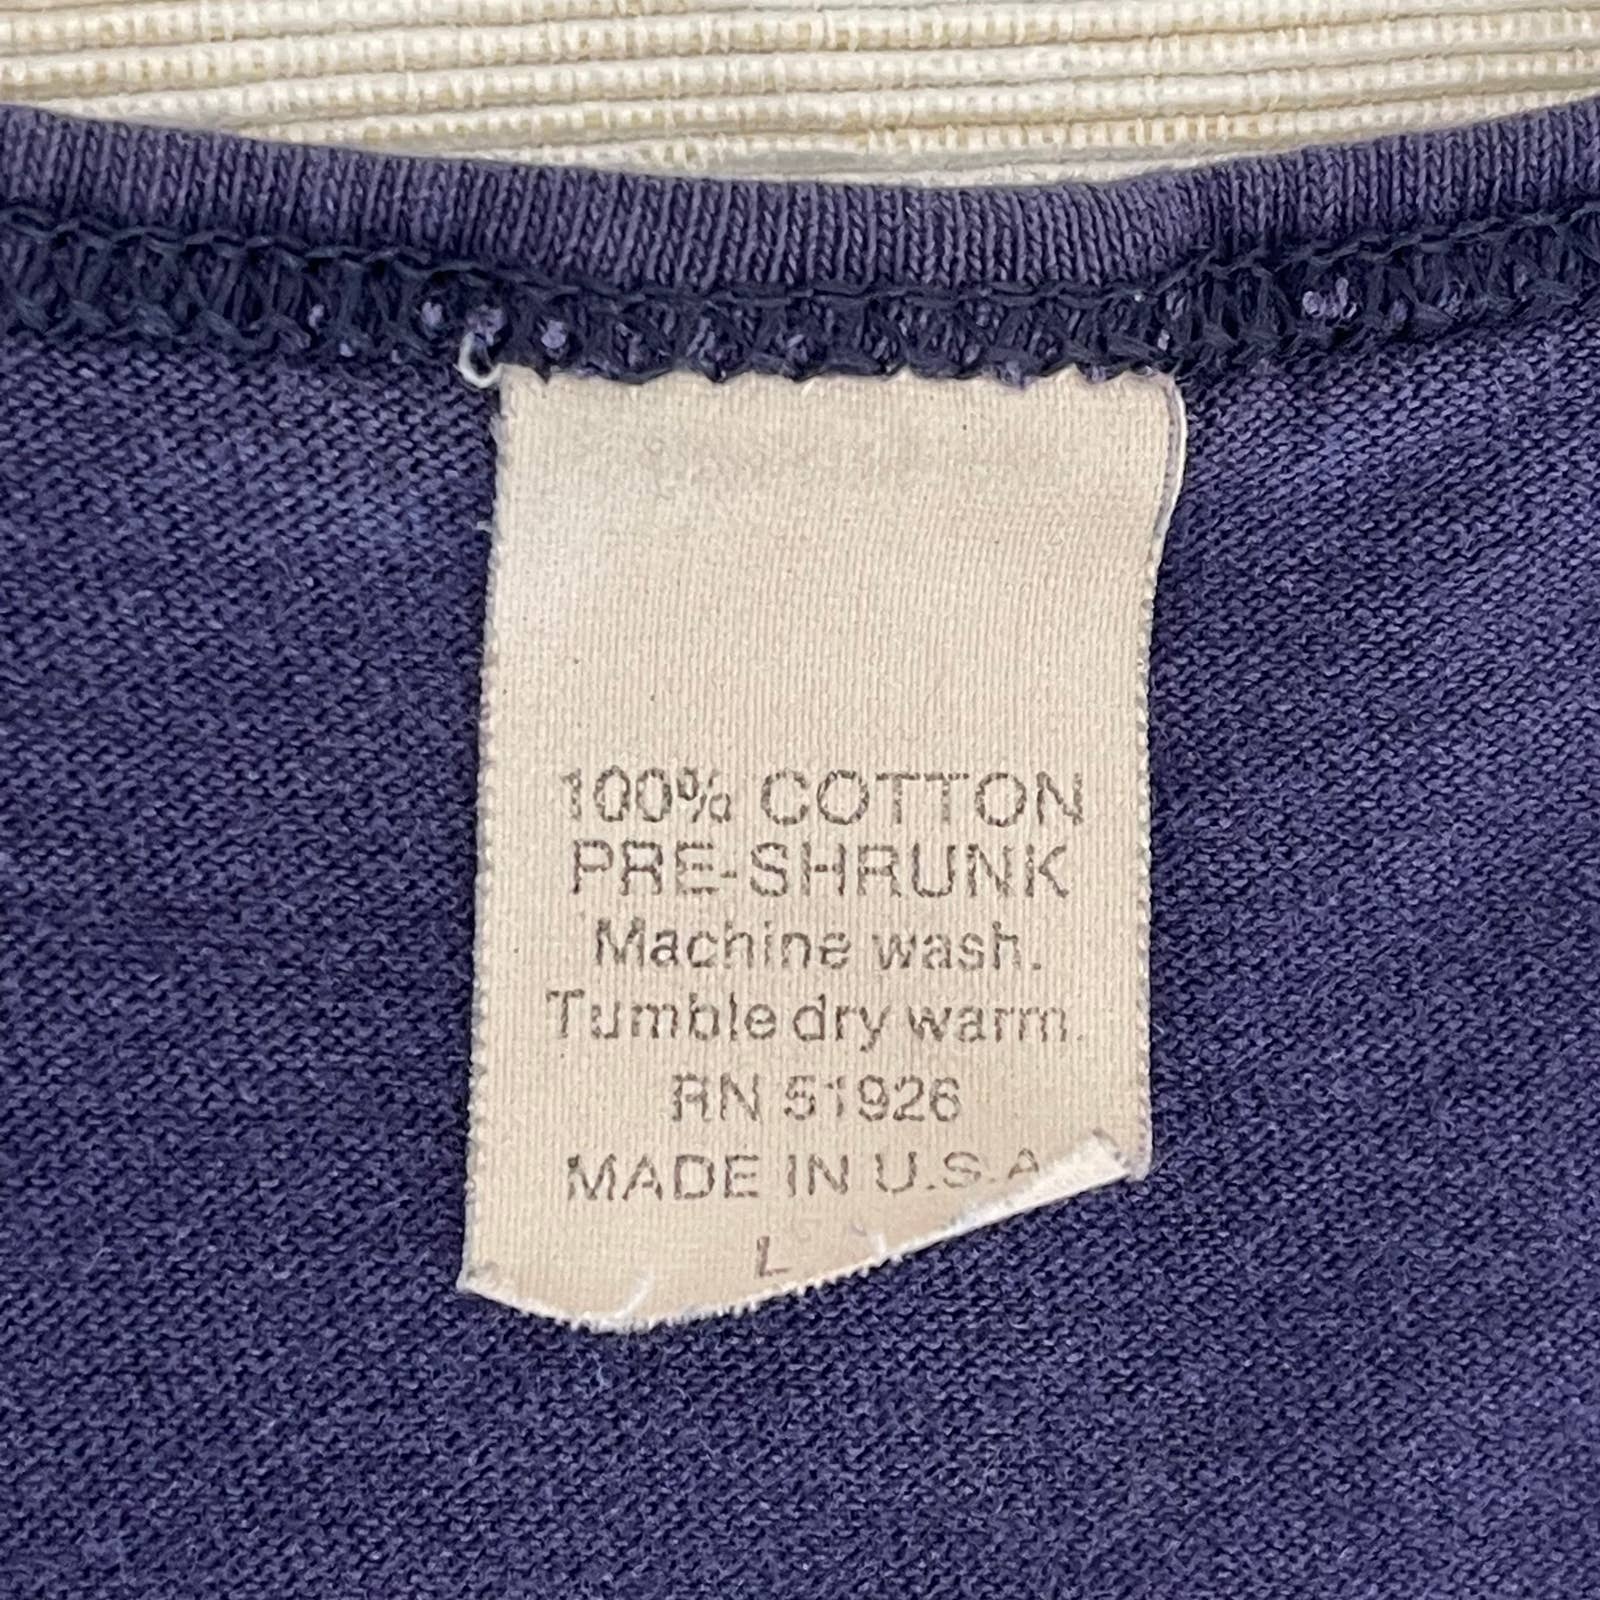 100% COTTON
PRE-SHRUNK
Machine wash.
Tumble dry warm.
RN 51926
MADE IN U.S.A.
L